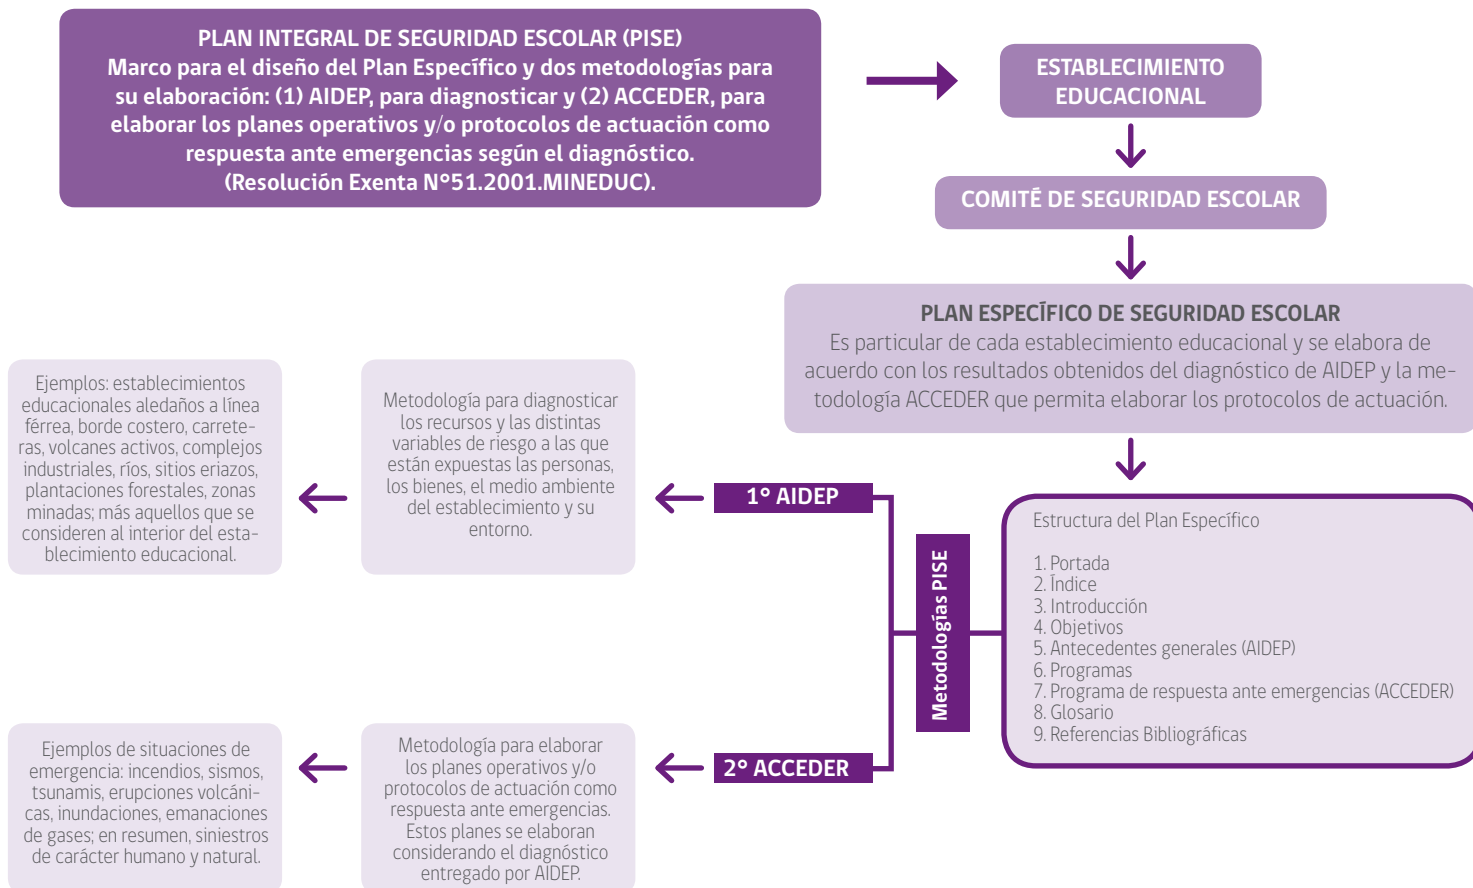 PLAN INTEGRAL DE SEGURIDAD ESCOLAR (PISE)
Marco para el diseño del Plan Específico y dos metodologías para
su elaboración: (1) AIDEP, para diagnosticar y (2) ACCEDER, para
elaborar los planes operativos y/o protocolos de actuación como
respuesta ante emergencias según el diagnóstico.
(Resolución Exenta N°51.2001.MINEDUC).
ESTABLECIMIENTO
EDUCACIONAL
COMITÉ DE SEGURIDAD ESCOLAR
PLAN ESPECÍFICO DE SEGURIDAD ESCOLAR
Es particular de cada establecimiento educacional y se elabora de
acuerdo con los resultados obtenidos del diagnóstico de AIDEP y la me-
todología ACCEDER que permita elaborar los protocolos de actuación.
Estructura del Plan Específico
1. Portada
2. Índice
3. Introducción
4. Objetivos
5. Antecedentes generales (AIDEP)
6. Programas
7. Programa de respuesta ante emergencias (ACCEDER)
8. Glosario
9. Referencias Bibliográficas
Metodologías PISE
1° AIDEP
Metodología para diagnosticar
los recursos y las distintas
variables de riesgo a las que
están expuestas las personas,
los bienes, el medio ambiente
del establecimiento y su
entorno.
Ejemplos: establecimientos
educacionales aledaños a línea
férrea, borde costero, carrete-
ras, volcanes activos, complejos
industriales, ríos, sitios eriazos,
plantaciones forestales, zonas
minadas; más aquellos que se
consideren al interior del esta-
blecimiento educacional.
2° ACCEDER
Metodología para elaborar
los planes operativos y/o
protocolos de actuación como
respuesta ante emergencias.
Estos planes se elaboran
considerando el diagnóstico
entregado por AIDEP.
Ejemplos de situaciones de
emergencia: incendios, sismos,
tsunamis, erupciones volcáni-
cas, inundaciones, emanaciones
de gases; en resumen, siniestros
de carácter humano y natural.